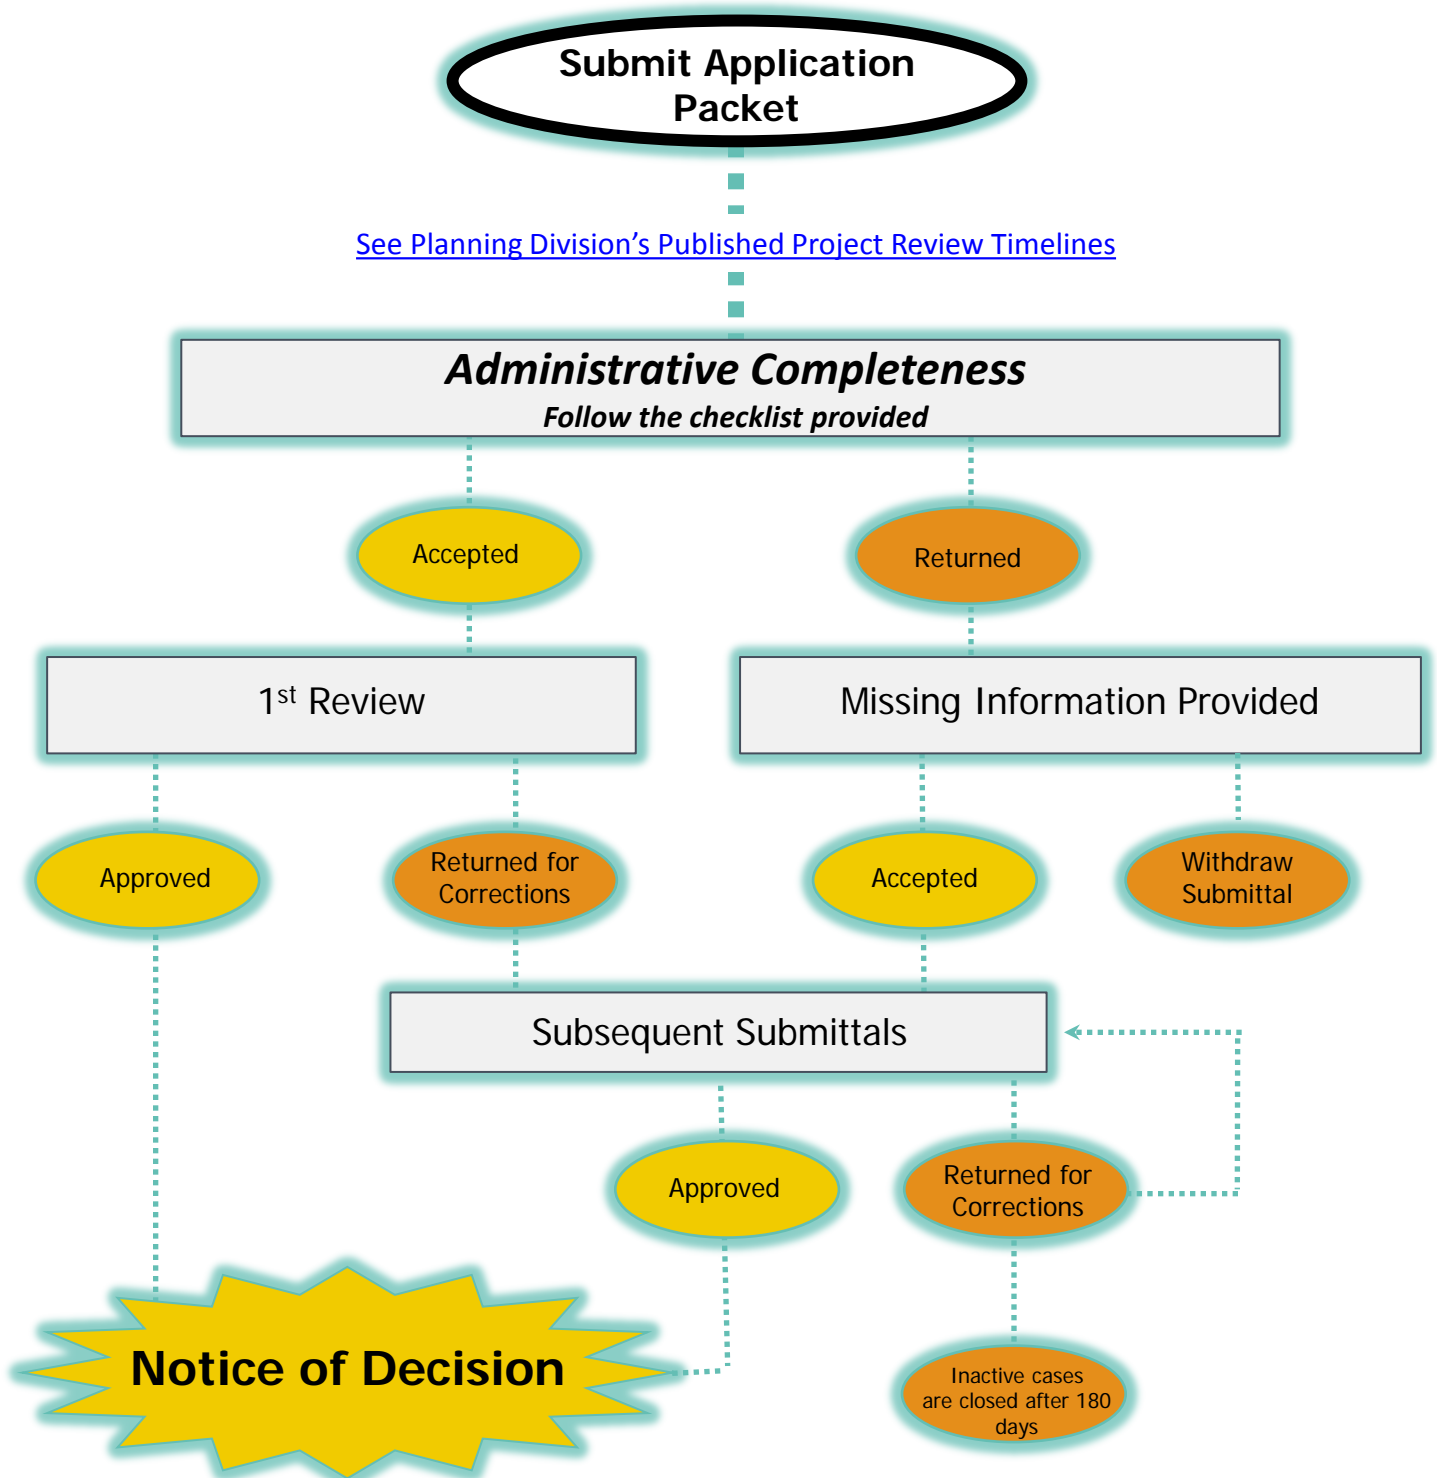 Submit Application
Packet
See Planning Division’s Published Project Review Timelines
Administrative Completeness
Follow the checklist provided
Accepted
Returned
1st Review
Missing Information Provided
Approved
Returned for
Corrections
Accepted
Withdraw
Submittal
Subsequent Submittals
Approved
Returned for
Corrections
Notice of Decision
Inactive cases
are closed after 180
days